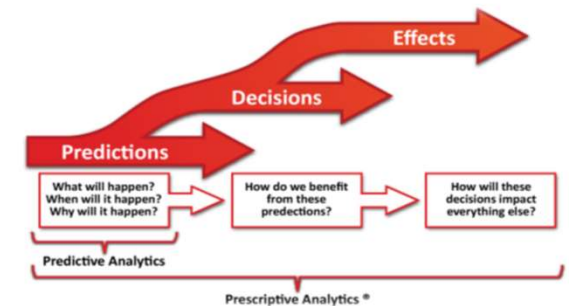 Effects
Decisions
Predictions
What will happen?
When will it happen?
Why will it happen?
How do we benefit
from these
predections?
How will these
decisions impact
everything else?
Predictive Analytics
Prescriptive Analytics ®